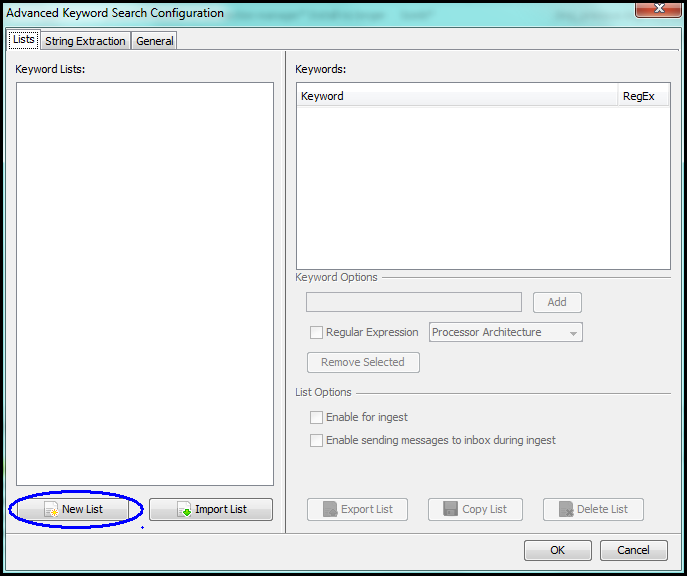 Advanced Keyword Search Configuration
Lists String Extraction General
Keyword Lists:
Keywords:
Keyword RegEx
Keyword Options
Add
Regular Expression Processor Architecture
Remove Selected
List Options
Enable for ingest
Enable sending messages to inbox during ingest
New List Import List Export List Copy List Delete List
OK Cancel